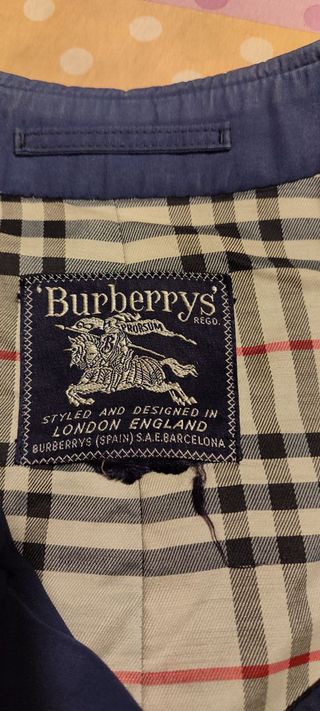 'Burberrys'
REGD.
PRORSUM
B
STYLED AND DESIGNED IN
LONDON ENGLAND
BURBERRYS (SPAIN) S.A.E.BARCELONA